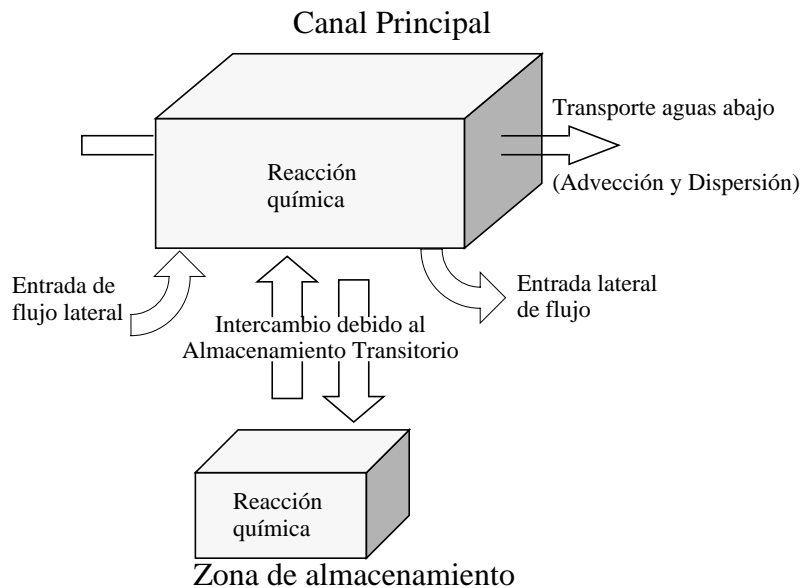 Canal Principal
Transporte aguas abajo
(Advección y Dispersión)
Reacción
química
Entrada de
flujo lateral
Entrada lateral
de flujo
Intercambio debido al
Almacenamiento Transitorio
Reacción
química
Zona de almacenamiento